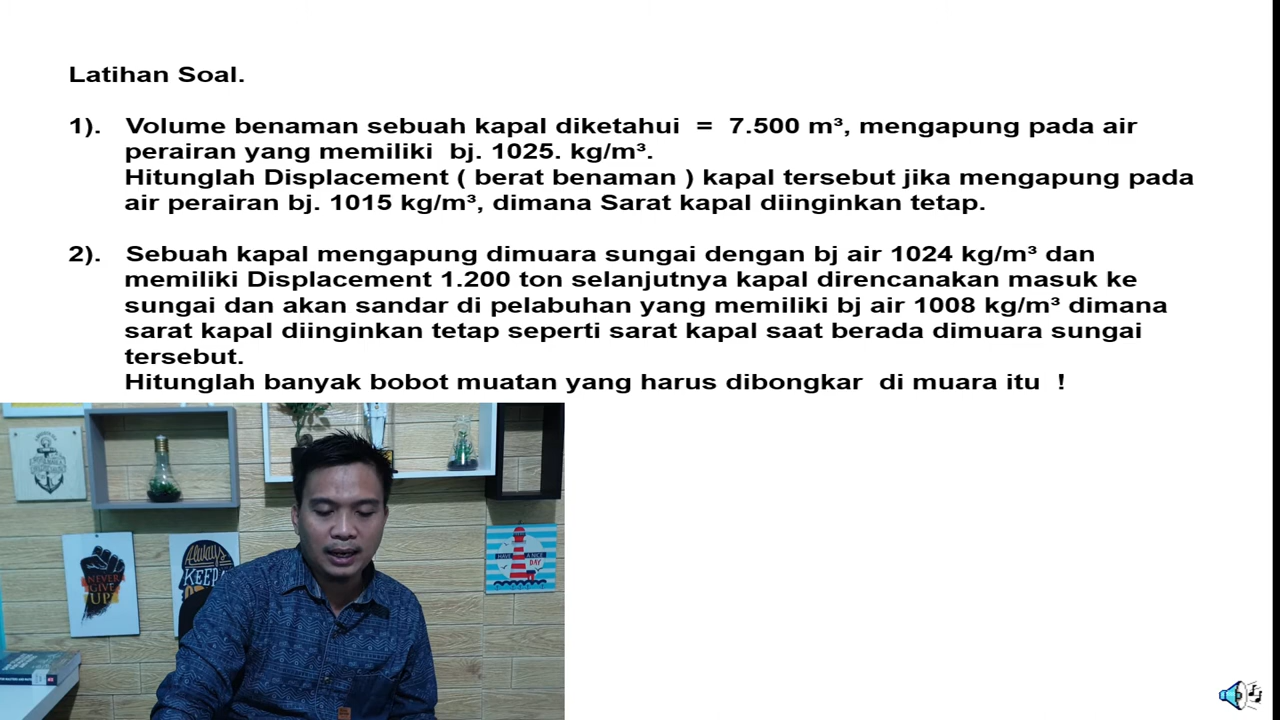 Latihan Soal.
1). Volume benaman sebuah kapal diketahui = 7.500 m³, mengapung pada air
perairan yang memiliki bj. 1025. kg/m³.
Hitunglah Displacement ( berat benaman ) kapal tersebut jika mengapung pada
air perairan bj. 1015 kg/m³, dimana Sarat kapal diinginkan tetap.
2). Sebuah kapal mengapung dimuara sungai dengan bj air 1024 kg/m³ dan
memiliki Displacement 1.200 ton selanjutnya kapal direncanakan masuk ke
sungai dan akan sandar di pelabuhan yang memiliki bj air 1008 kg/m³ dimana
sarat kapal diinginkan tetap seperti sarat kapal saat berada dimuara sungai
tersebut.
Hitunglah banyak bobot muatan yang harus dibongkar di muara itu !
NEVER
GIVE
UP
Always
KEEP
HAVE A NICE
DAY